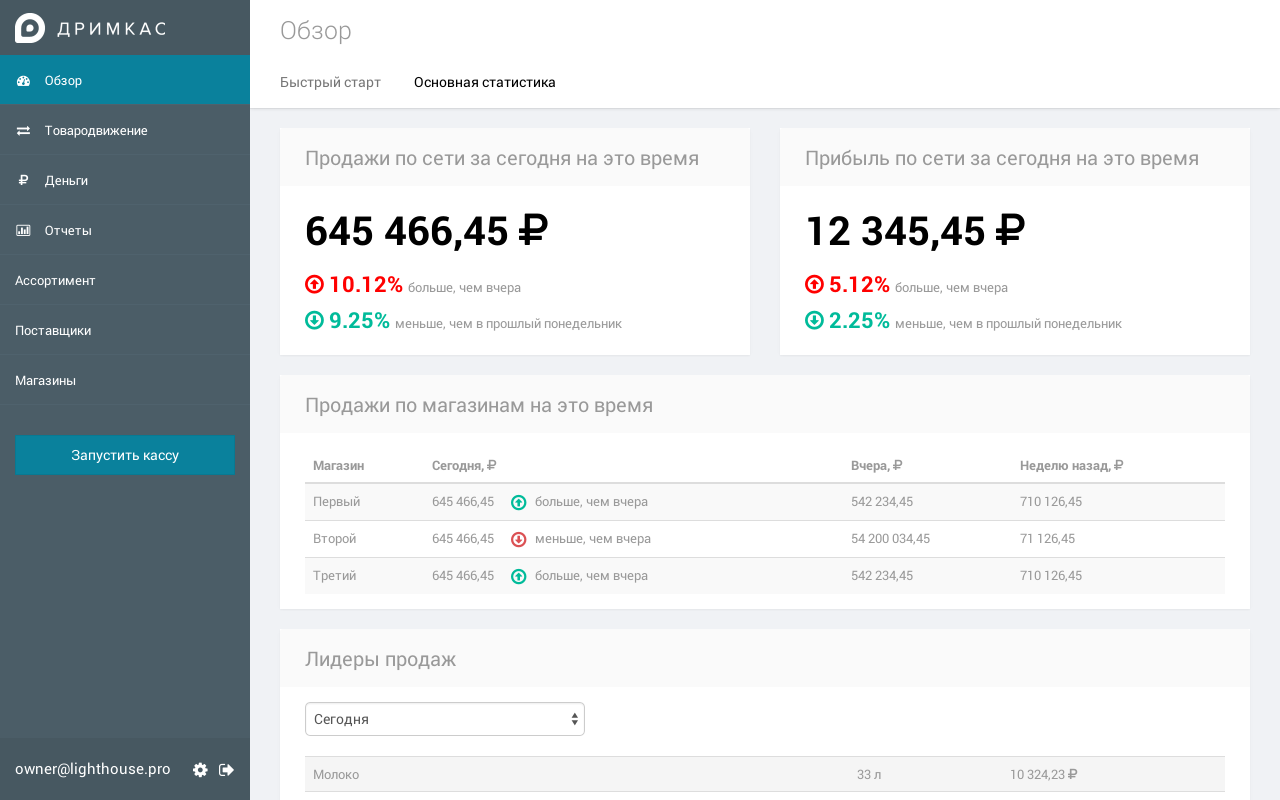 ДРИМКАС
Обзор
Товародвижение
Деньги
Отчеты
Ассортимент
Поставщики
Магазины
Запустить кассу
owner@lighthouse.pro
Обзор
Быстрый старт Основная статистика
Продажи по сети за сегодня на это время
645 466,45 ₽
10.12% больше, чем вчера
9.25% меньше, чем в прошлый понедельник
Прибыль по сети за сегодня на это время
12 345,45 ₽
5.12% больше, чем вчера
2.25% меньше, чем в прошлый понедельник
Продажи по магазинам на это время
Магазин Сегодня, ₽ Вчера, ₽ Неделю назад, ₽
Первый 645 466,45 больше, чем вчера 542 234,45 710 126,45
Второй 645 466,45 меньше, чем вчера 54 200 034,45 71 126,45
Третий 645 466,45 больше, чем вчера 542 234,45 710 126,45
Лидеры продаж
Сегодня
Молоко 33 л 10 324,23 ₽